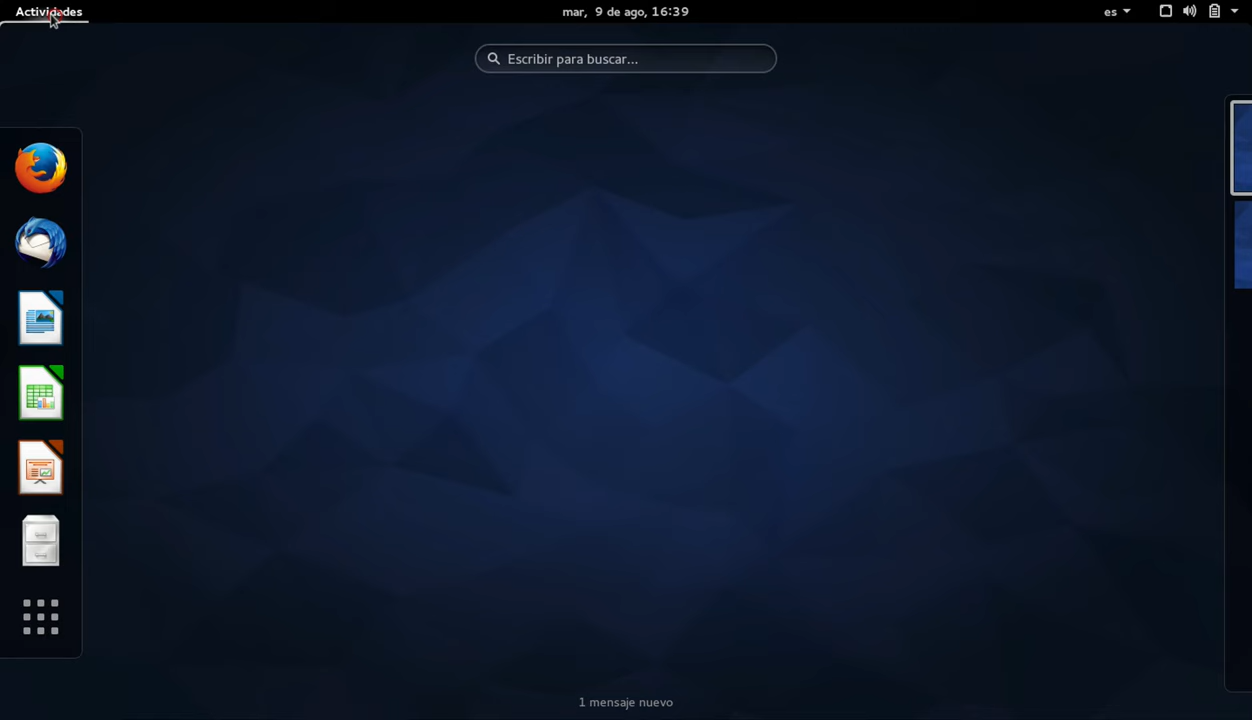 Actividades
mar, 9 de ago, 16:39
es
Escribir para buscar...
1 mensaje nuevo